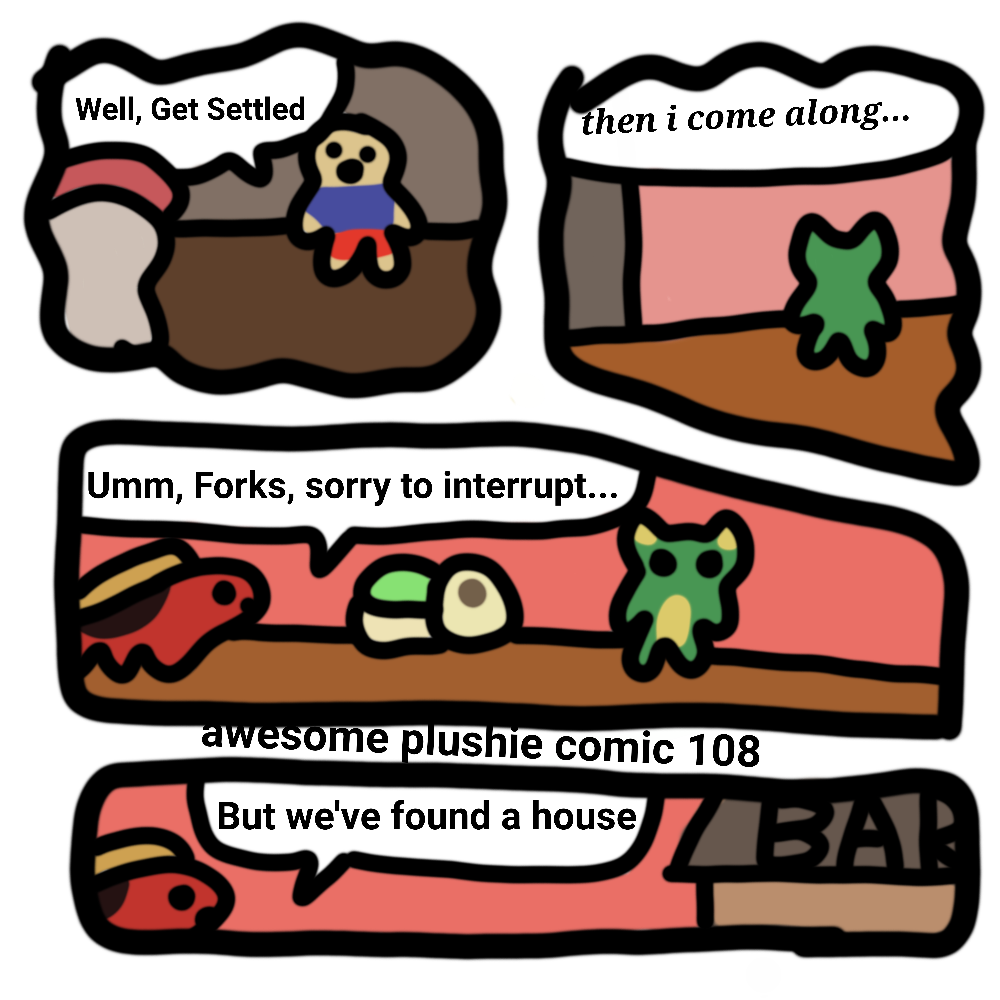 Well, Get Settled
then i come along...
Umm, Forks, sorry to interrupt...
awesome plushie comic 108
But we've found a house
BAR